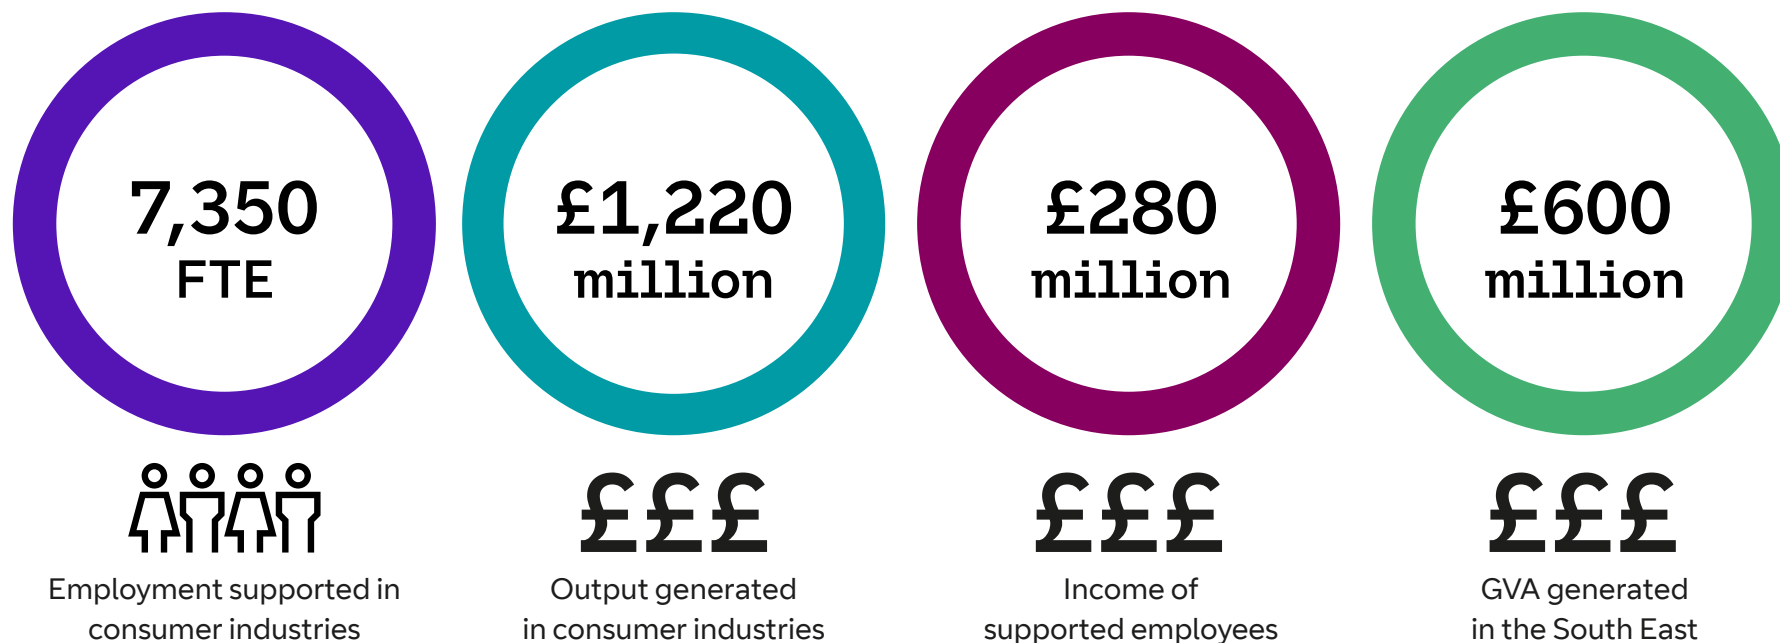 7,350
FTE
£1,220
million
£280
million
£600
million
£££
£££
£££
Employment supported in
consumer industries
Output generated
in consumer industries
Income of
supported employees
GVA generated
in the South East